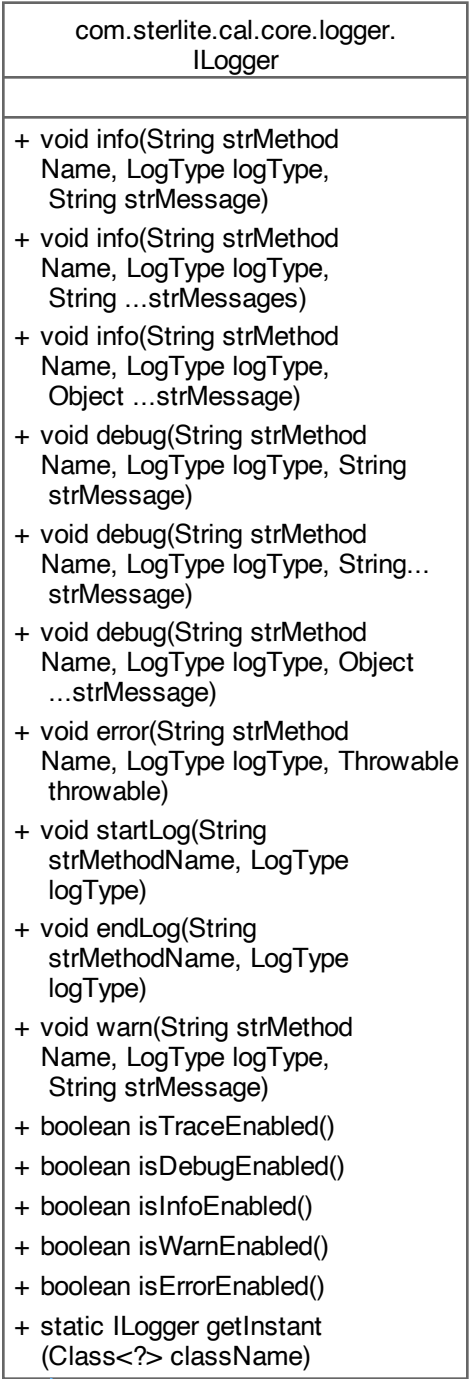 com.sterlite.cal.core.logger.
ILogger
+ void info(String strMethod
Name, LogType logType,
String strMessage)
+ void info(String strMethod
Name, LogType logType,
String ...strMessages)
+ void info(String strMethod
Name, LogType logType,
Object ...strMessage)
+ void debug(String strMethod
Name, LogType logType, String
strMessage)
+ void debug(String strMethod
Name, LogType logType, String...
strMessage)
+ void debug(String strMethod
Name, LogType logType, Object
...strMessage)
+ void error(String strMethod
Name, LogType logType, Throwable
throwable)
+ void startLog(String
strMethodName, LogType
logType)
+ void endLog(String
strMethodName, LogType
logType)
+ void warn(String strMethod
Name, LogType logType,
String strMessage)
+ boolean isTraceEnabled()
+ boolean isDebugEnabled()
+ boolean isInfoEnabled()
+ boolean isWarnEnabled()
+ boolean isErrorEnabled()
+ static ILogger getInstant
(Class<?> className)